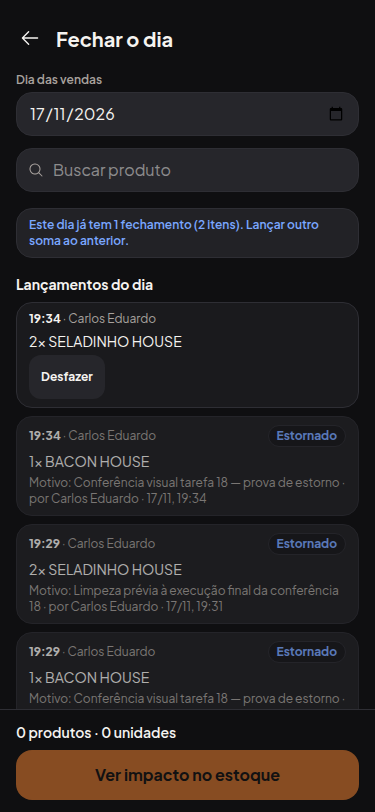 Fechar o dia
Dia das vendas
17/11/2026
Buscar produto
Este dia já tem 1 fechamento (2 itens). Lançar outro
soma ao anterior.
Lançamentos do dia
19:34 · Carlos Eduardo
2× SELADINHO HOUSE
Desfazer
19:34 · Carlos Eduardo Estornado
1× BACON HOUSE
Motivo: Conferência visual tarefa 18 — prova de estorno ·
por Carlos Eduardo · 17/11, 19:34
19:29 · Carlos Eduardo Estornado
2× SELADINHO HOUSE
Motivo: Limpeza prévia à execução final da conferência
18 · por Carlos Eduardo · 17/11, 19:31
19:29 · Carlos Eduardo Estornado
1× BACON HOUSE
Motivo: Conferência visual tarefa 18 — prova de estorno ·
0 produtos · 0 unidades
Ver impacto no estoque